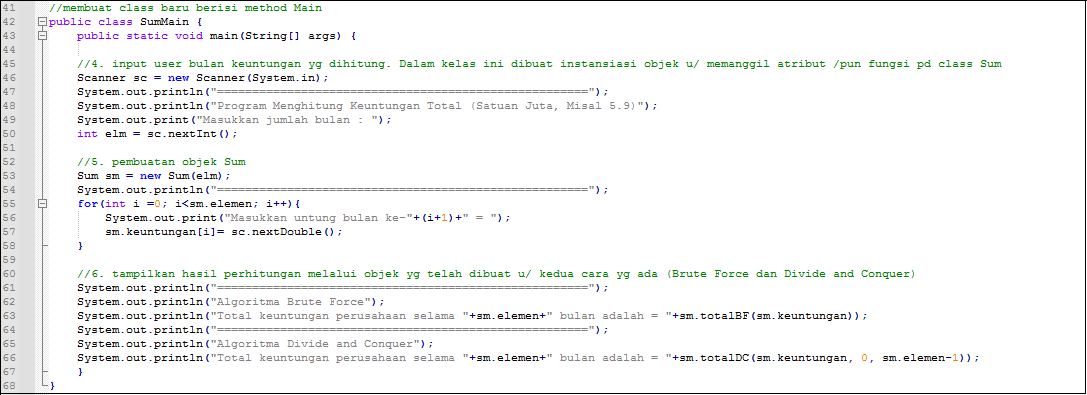 41 //membuat class baru berisi method Main
42 public class SumMain {
43     public static void main(String[] args) {
44
45     //4. input user bulan keuntungan yg dihitung. Dalam kelas ini dibuat instansiasi objek u/ memanggil atribut /pun fungsi pd class Sum
46     Scanner sc = new Scanner(System.in);
47     System.out.println("=====================================================");
48     System.out.println("Program Menghitung Keuntungan Total (Satuan Juta, Misal 5.9)");
49     System.out.print("Masukkan jumlah bulan : ");
50     int elm = sc.nextInt();
51
52     //5. pembuatan objek Sum
53     Sum sm = new Sum(elm);
54     System.out.println("=====================================================");
55     for(int i =0; i<sm.elemen; i++){
56         System.out.print("Masukkan untung bulan ke-"+(i+1)+" = ");
57         sm.keuntungan[i]= sc.nextDouble();
58     }
59
60     //6. tampilkan hasil perhitungan melalui objek yg telah dibuat u/ kedua cara yg ada (Brute Force dan Divide and Conquer)
61     System.out.println("=====================================================");
62     System.out.println("Algoritma Brute Force");
63     System.out.println("Total keuntungan perusahaan selama "+sm.elemen+" bulan adalah = "+sm.totalBF(sm.keuntungan));
64     System.out.println("=====================================================");
65     System.out.println("Algoritma Divide and Conquer");
66     System.out.println("Total keuntungan perusahaan selama "+sm.elemen+" bulan adalah = "+sm.totalDC(sm.keuntungan, 0, sm.elemen-1));
67     }
68 }